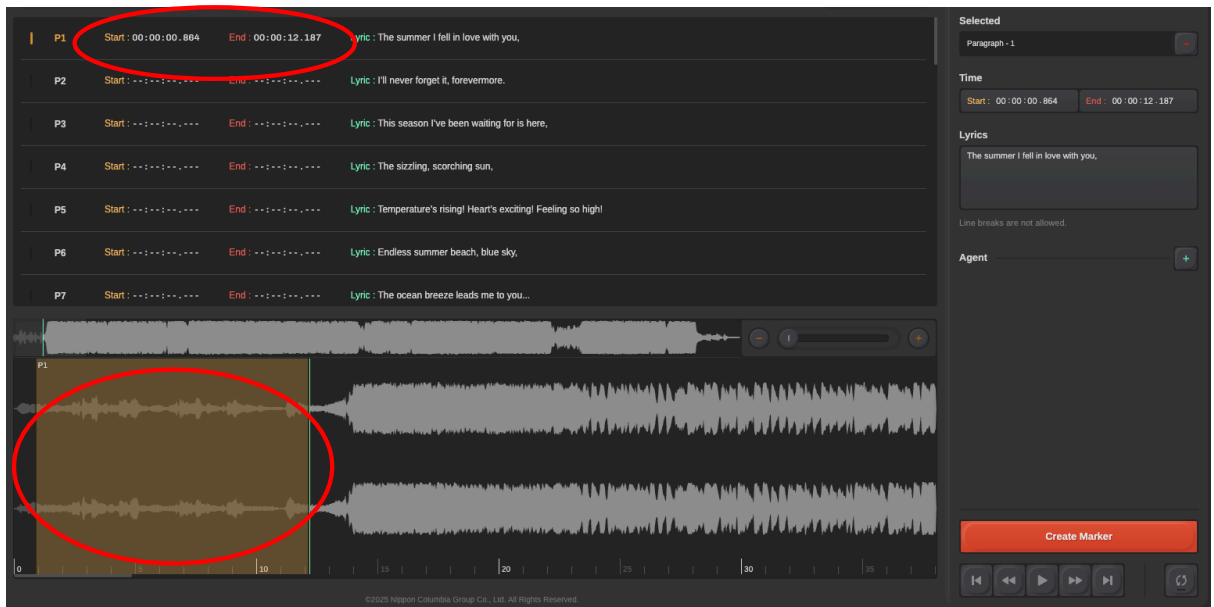 P1 Start : 00:00:00.864 End : 00:00:12.187 Lyric : The summer I fell in love with you,
P2 Start : --:--:--.--- End : --:--:--.--- Lyric : I'll never forget it, forevermore.
P3 Start : --:--:--.--- End : --:--:--.--- Lyric : This season I've been waiting for is here,
P4 Start : --:--:--.--- End : --:--:--.--- Lyric : The sizzling, scorching sun,
P5 Start : --:--:--.--- End : --:--:--.--- Lyric : Temperature's rising! Heart's exciting! Feeling so high!
P6 Start : --:--:--.--- End : --:--:--.--- Lyric : Endless summer beach, blue sky,
P7 Start : --:--:--.--- End : --:--:--.--- Lyric : The ocean breeze leads me to you...
P1
0 5 10 15 20 25 30 35
©2025 Nippon Columbia Group Co., Ltd. All Rights Reserved.
Selected
Paragraph - 1
Time
Start : 00 : 00 : 00 . 864 End : 00 : 00 : 12 . 187
Lyrics
The summer I fell in love with you,
Line breaks are not allowed.
Agent
Create Marker